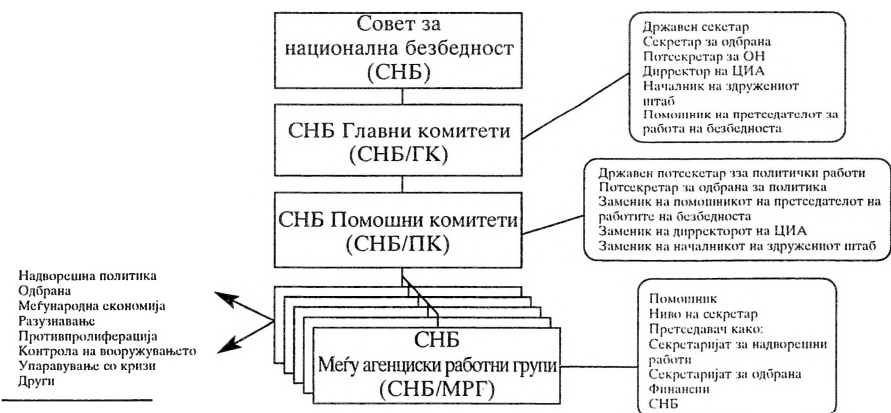 Совет за
национална безбедност
(СНБ)
Државен секетар
Секретар за одбрана
Потсекретар за ОН
Дирректор на ЦИА
Началник на здружениот
штаб
Помошник на претседателот за
работа на безбедноста
СНБ Главни комитети
(СНБ/ГК)
СНБ Помошни комитети
(СНБ/ПК)
Државен потсекетар зза политички работи
Потсекретар за одбрана за политика
Заменик на помошникот на претседателот на
работите на безбедноста
Заменик на дирректорот на ЦИА
Заменик на началникот на здружениот штаб
Надворешна политика
Одбрана
Меѓународна економија
Разузнавање
Противпролиферација
Контрола на вооружувањето
Упаравување со кризи
Други
СНБ
Меѓу агенциски работни групи
(СНБ/МРГ)
Помошник
Ниво на секретар
Претседавач како:
Секретаријат за надворешни
работи
Секретаријат за одбрана
Финансии
СНБ